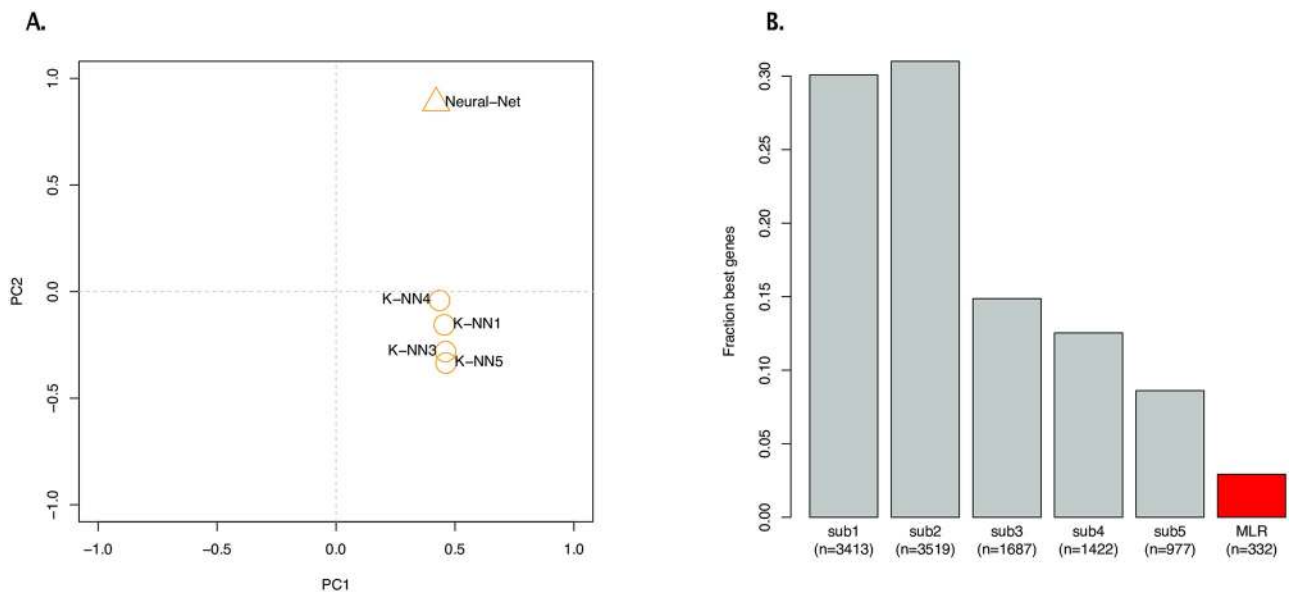 A.
1.0
0.5
0.0
−0.5
−1.0
PC2
Neural−Net
K−NN4
K−NN1
K−NN3
K−NN5
−1.0 −0.5 0.0 0.5 1.0
PC1
B.
0.30
0.25
0.20
0.15
0.10
0.05
0.00
Fraction best genes
sub1 sub2 sub3 sub4 sub5 MLR
(n=3413) (n=3519) (n=1687) (n=1422) (n=977) (n=332)